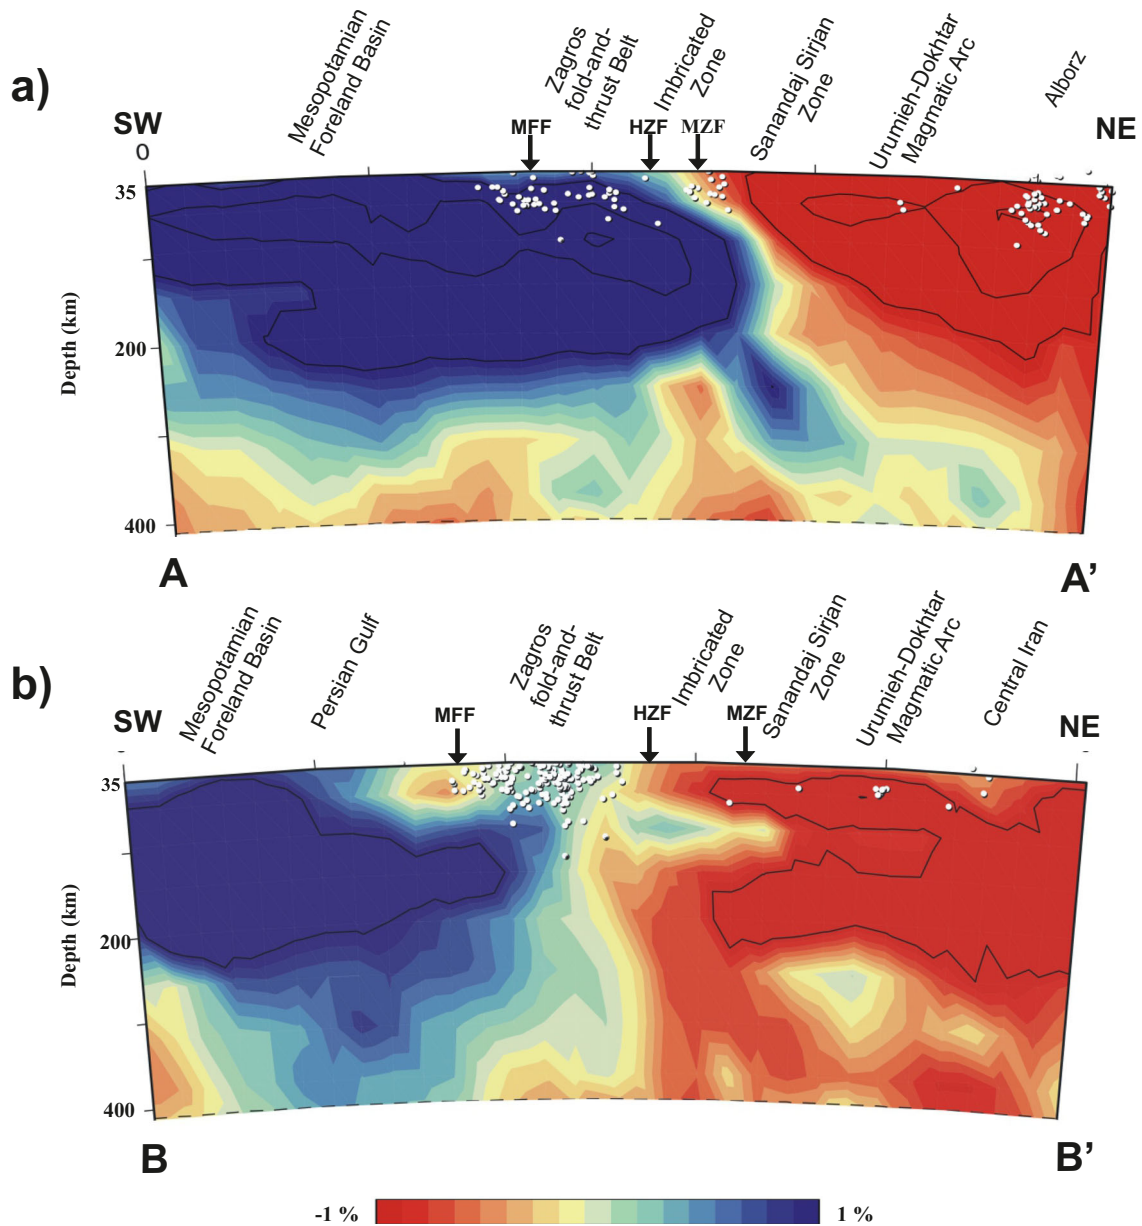 a)
SW
Mesopotamian
Foreland Basin
Zagros
fold-and-
thrust Belt
Imbricated
Zone
Sanandaj Sirjan
Zone
Urumieh-Dokhtar
Magmatic Arc
Alborz
NE
MFF
HZF
MZF
0
35
200
400
Depth (km)
A
A’
b)
SW
Mesopotamian
Foreland Basin
Persian Gulf
Zagros
fold-and-
thrust Belt
Imbricated
Zone
Sanandaj Sirjan
Zone
Urumieh-Dokhtar
Magmatic Arc
Central Iran
NE
MFF
HZF
MZF
35
200
400
Depth (km)
B
B’
-1 %
1 %